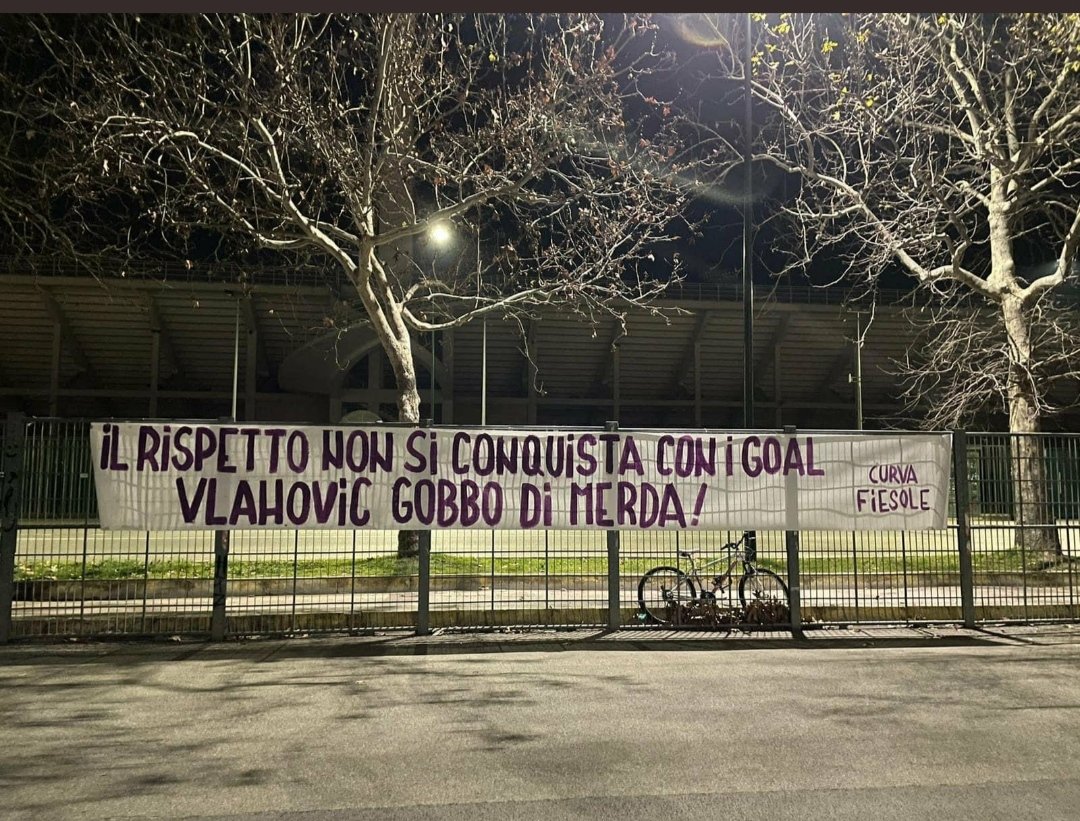 iL RiSPETTO NON Si CONQUiSTA CON i GOAL
VLAHOViC GOBBO Di MERDA!
CURVA
FiESOLE